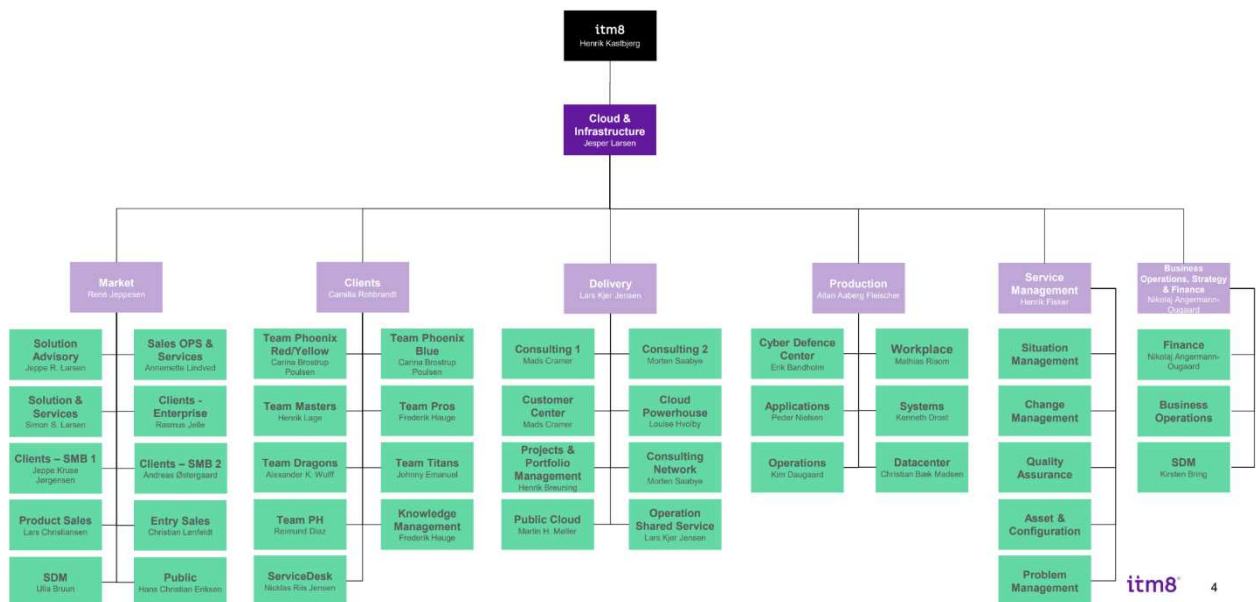 itm8
Henrik Kastbjerg
Cloud &
Infrastructure
Jesper Larsen
Market
René Jeppesen
Clients
Camilla Rohbrandt
Delivery
Lars Kjer Jensen
Production
Allan Aaberg Fleischer
Service
Management
Henrik Fisker
Business
Operations, Strategy
& Finance
Nikolaj Angermann-
Ougaard
Solution
Advisory
Jeppe R. Larsen
Sales OPS &
Services
Annemette Lindved
Solution &
Services
Simon S. Larsen
Clients -
Enterprise
Rasmus Jelle
Clients – SMB 1
Jeppe Kruse
Jørgensen
Clients – SMB 2
Andreas Østergaard
Product Sales
Lars Christiansen
Entry Sales
Christian Lenfeldt
SDM
Ulla Bruun
Public
Hans Christian Eriksen
Team Phoenix
Red/Yellow
Carina Brostrup
Poulsen
Team Phoenix
Blue
Carina Brostrup
Poulsen
Team Masters
Henrik Lage
Team Pros
Frederik Hauge
Team Dragons
Alexander K. Wulff
Team Titans
Johnny Emanuel
Team PH
Reimund Diaz
Knowledge
Management
Frederik Hauge
ServiceDesk
Nicklas Riis Jensen
Consulting 1
Mads Cramer
Consulting 2
Morten Saabye
Customer
Center
Mads Cramer
Cloud
Powerhouse
Louise Hvolby
Projects &
Portfolio
Management
Henrik Breuning
Consulting
Network
Morten Saabye
Public Cloud
Martin H. Møller
Operation
Shared Service
Lars Kjer Jensen
Cyber Defence
Center
Erik Bandholm
Workplace
Mathias Risom
Applications
Peder Nielsen
Systems
Kenneth Drost
Operations
Kim Daugaard
Datacenter
Christian Bæk Madsen
Situation
Management
Change
Management
Quality
Assurance
Asset &
Configuration
Problem
Management
Finance
Nikolaj Angermann-
Ougaard
Business
Operations
SDM
Kirsten Bring
itm8®
4